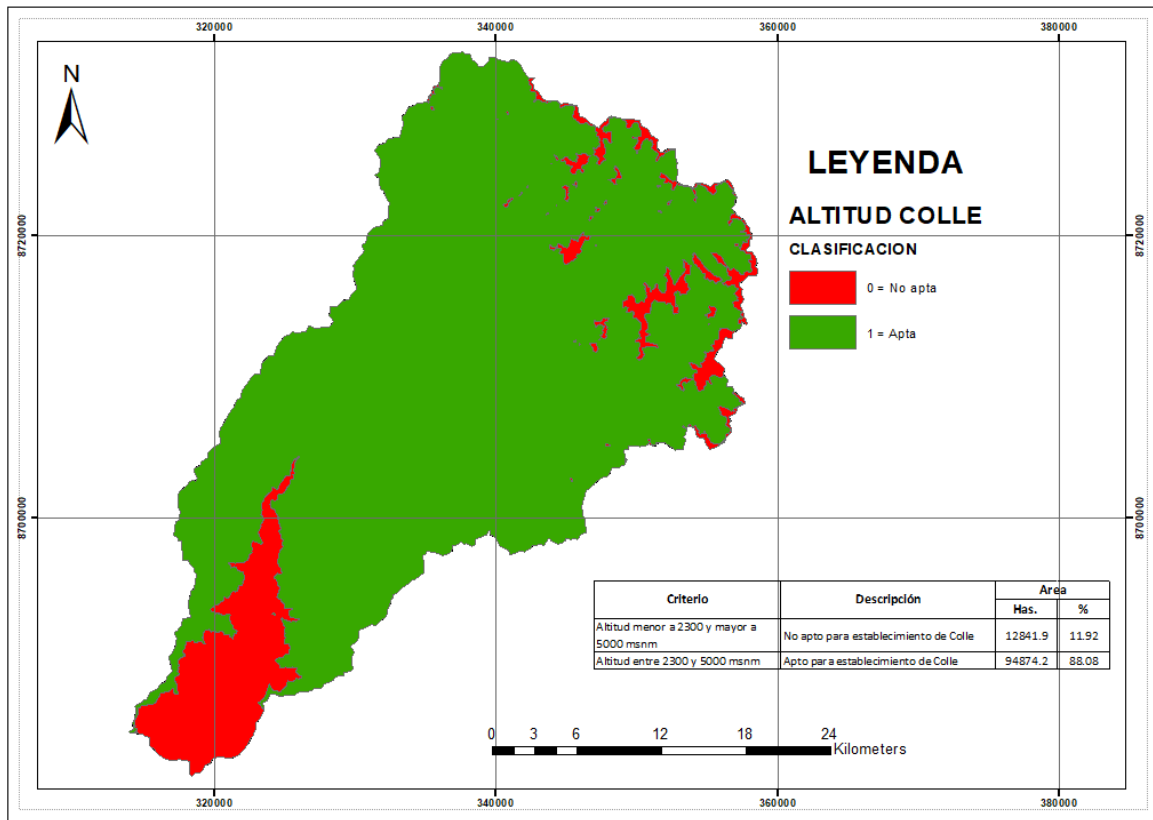 320000 340000 360000 380000
N
LEYENDA
ALTITUD COLLE
CLASIFICACION
0 = No apta
1 = Apta
8720000 8720000
8700000 8700000
Criterio Descripción Area
Has. %
Altitud menor a 2300 y mayor a
5000 msnm No apto para establecimiento de Colle 12841.9 11.92
Altitud entre 2300 y 5000 msnm Apto para establecimiento de Colle 94874.2 88.08
0 3 6 12 18 24
Kilometers
320000 340000 360000 380000